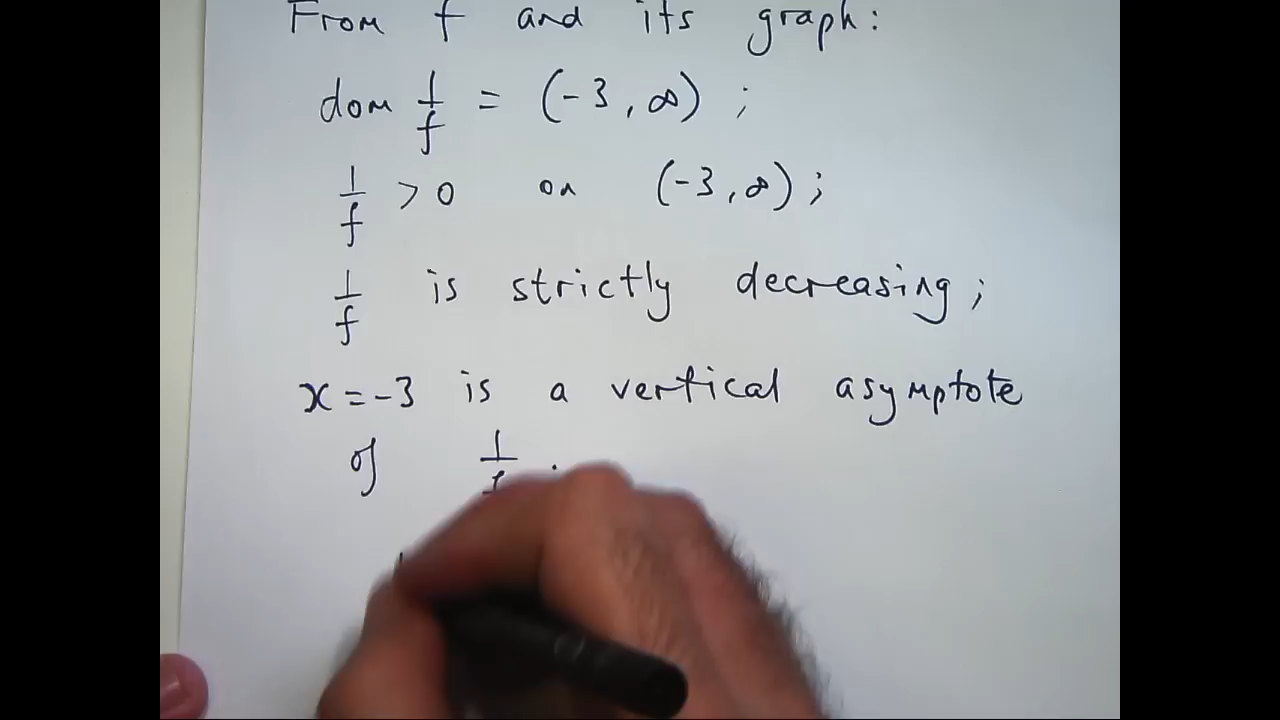 From f and its graph:
dom 1/f = (-3, ∞) ;
1/f > 0 on (-3, ∞) ;
1/f is strictly decreasing ;
x = -3 is a vertical asymptote
of 1/f